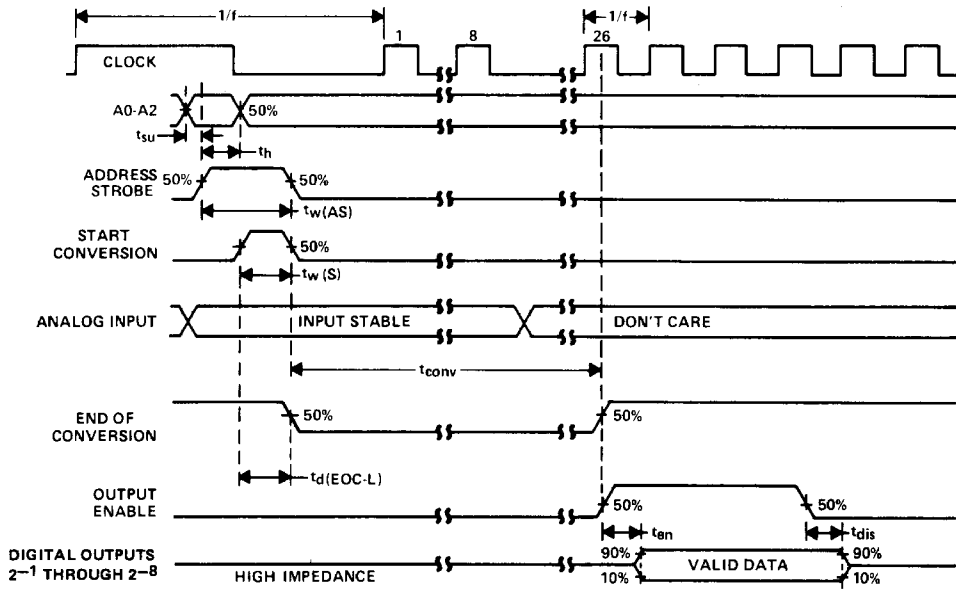 1/f
1/f
CLOCK
1
8
26
A0-A2
50%
tsu
th
ADDRESS
STROBE
50%
50%
tw(AS)
START
CONVERSION
50%
tw(S)
ANALOG INPUT
INPUT STABLE
DON'T CARE
tconv
END OF
CONVERSION
50%
50%
td(EOC-L)
OUTPUT
ENABLE
50%
50%
ten
tdis
DIGITAL OUTPUTS
2−1 THROUGH 2−8
HIGH IMPEDANCE
90%
10%
VALID DATA
90%
10%